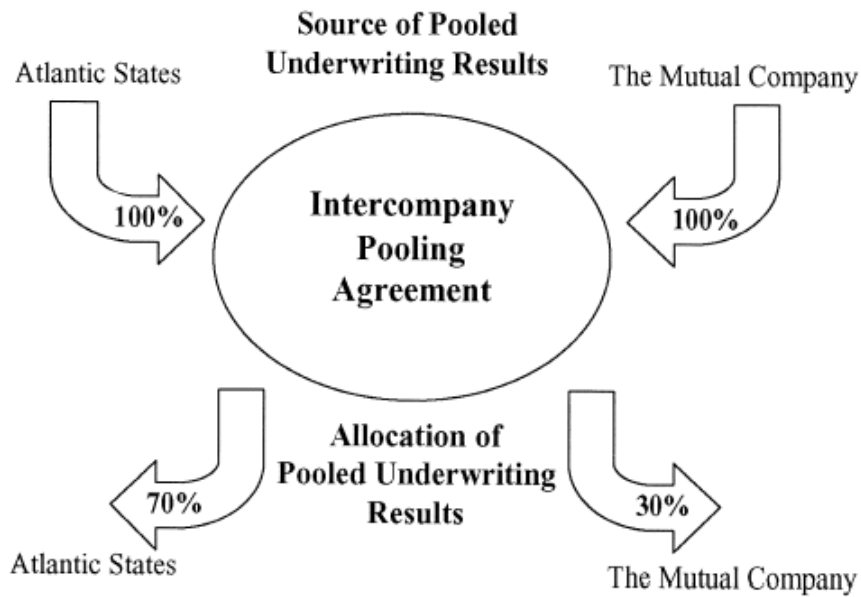 Source of Pooled
Underwriting Results
Atlantic States
The Mutual Company
100%
Intercompany
Pooling
Agreement
100%
Allocation of
Pooled Underwriting
Results
70%
30%
Atlantic States
The Mutual Company